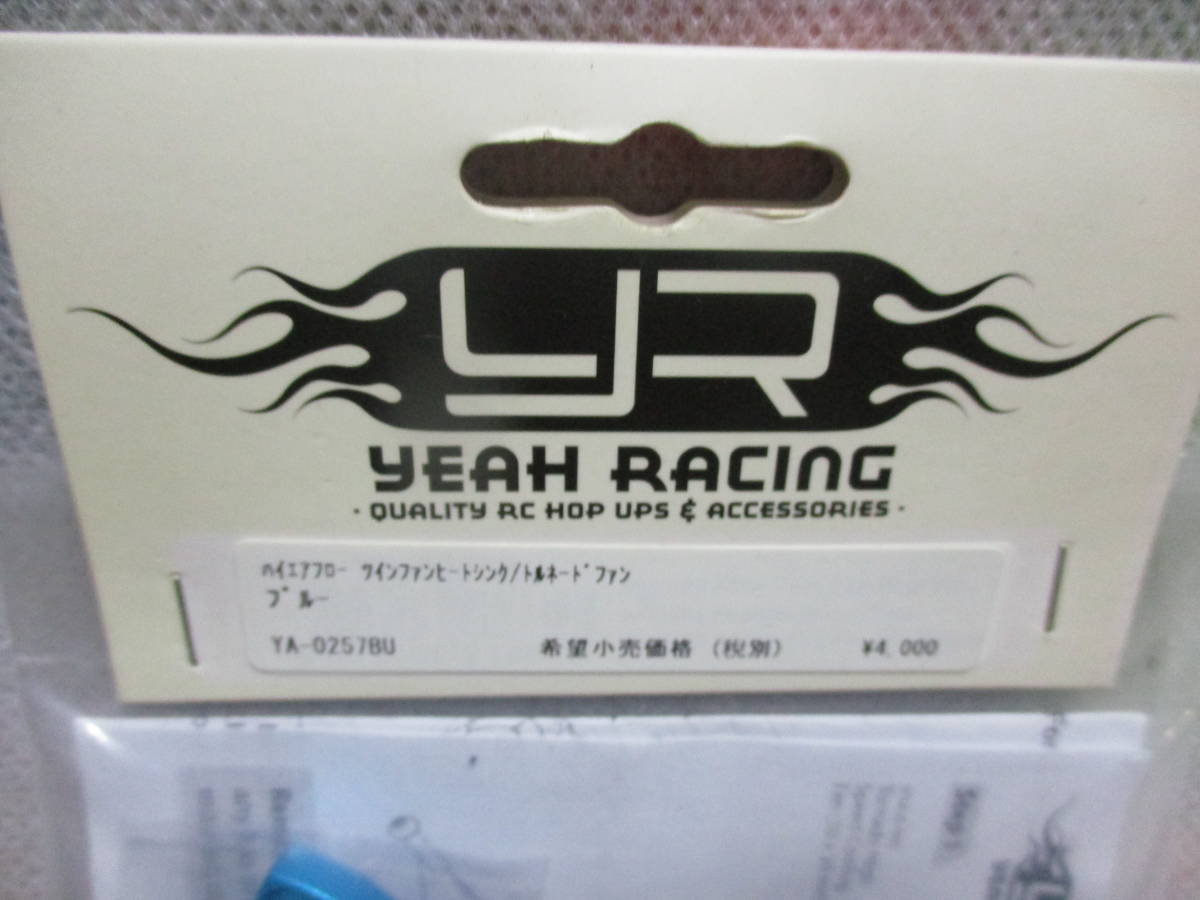 YR
YEAH RACING
· QUALITY RC HOP UPS & ACCESSORIES ·
ﾊｲｴｱﾌﾛｰ ﾂｲﾝﾌｧﾝﾋｰﾄｼﾝｸ/ﾄﾙﾈｰﾄﾞﾌｧﾝ
ﾌﾞﾙｰ
YA-0257BU 希望小売価格 (税別) ¥4,000